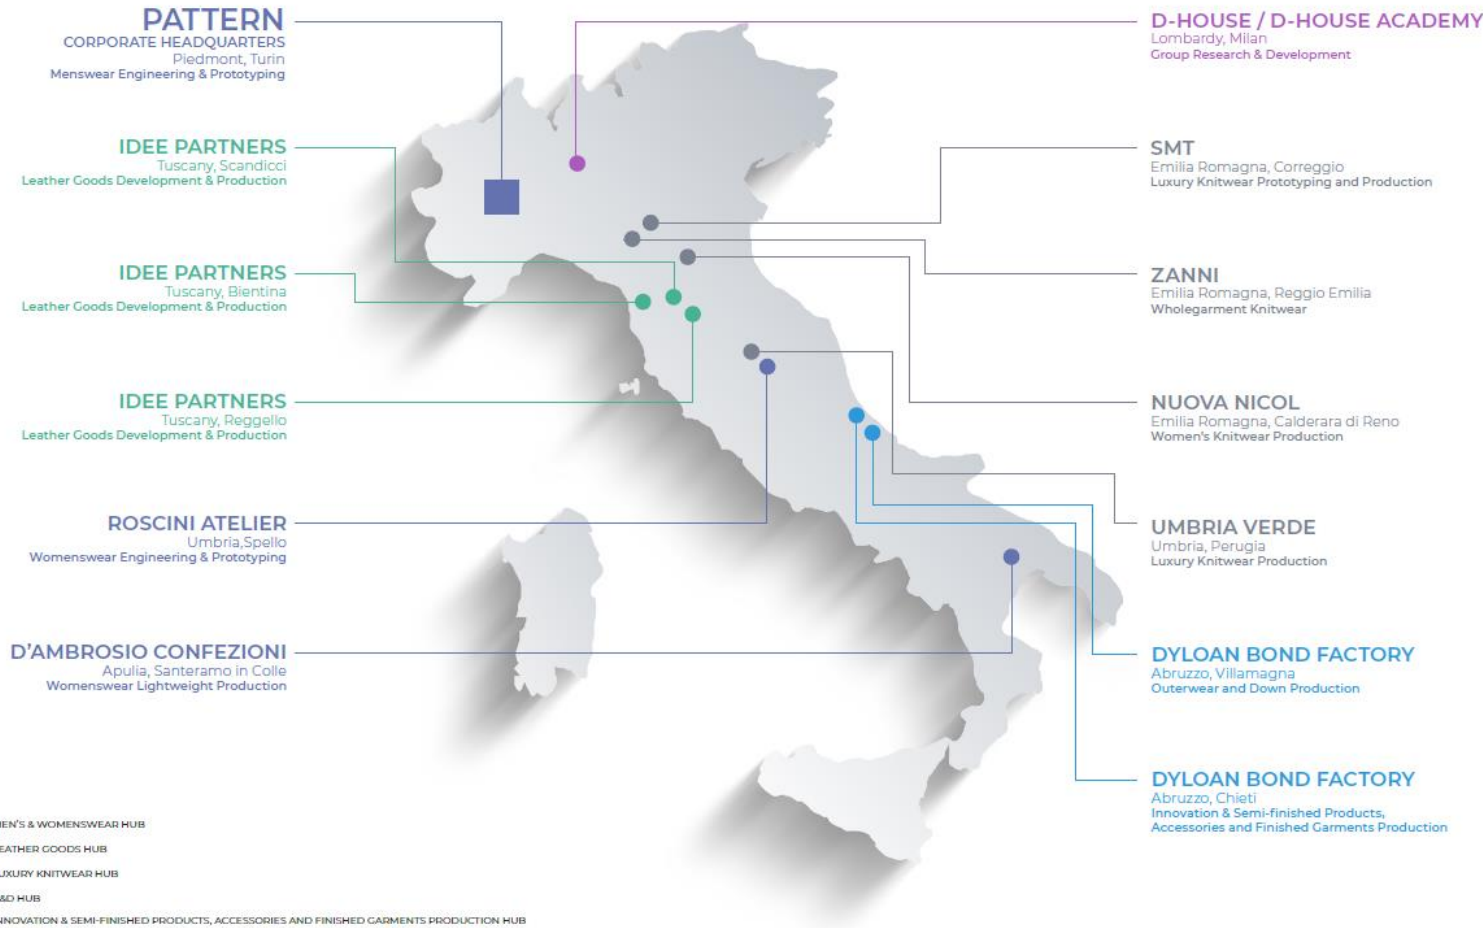 PATTERN
CORPORATE HEADQUARTERS
Piedmont, Turin
Menswear Engineering & Prototyping
IDEE PARTNERS
Tuscany, Scandicci
Leather Goods Development & Production
IDEE PARTNERS
Tuscany, Bientina
Leather Goods Development & Production
IDEE PARTNERS
Tuscany, Reggello
Leather Goods Development & Production
ROSCINI ATELIER
Umbria,Spello
Womenswear Engineering & Prototyping
D'AMBROSIO CONFEZIONI
Apulia, Santeramo in Colle
Womenswear Lightweight Production
D-HOUSE / D-HOUSE ACADEMY
Lombardy, Milan
Group Research & Development
SMT
Emilia Romagna, Correggio
Luxury Knitwear Prototyping and Production
ZANNI
Emilia Romagna, Reggio Emilia
Wholegarment Knitwear
NUOVA NICOL
Emilia Romagna, Calderara di Reno
Women's Knitwear Production
UMBRIA VERDE
Umbria, Perugia
Luxury Knitwear Production
DYLOAN BOND FACTORY
Abruzzo, Villamagna
Outerwear and Down Production
DYLOAN BOND FACTORY
Abruzzo, Chieti
Innovation & Semi-finished Products,
Accessories and Finished Garments Production
EN'S & WOMENSWEAR HUB
EATHER GOODS HUB
UXURY KNITWEAR HUB
&D HUB
NNOVATION & SEMI-FINISHED PRODUCTS, ACCESSORIES AND FINISHED GARMENTS PRODUCTION HUB